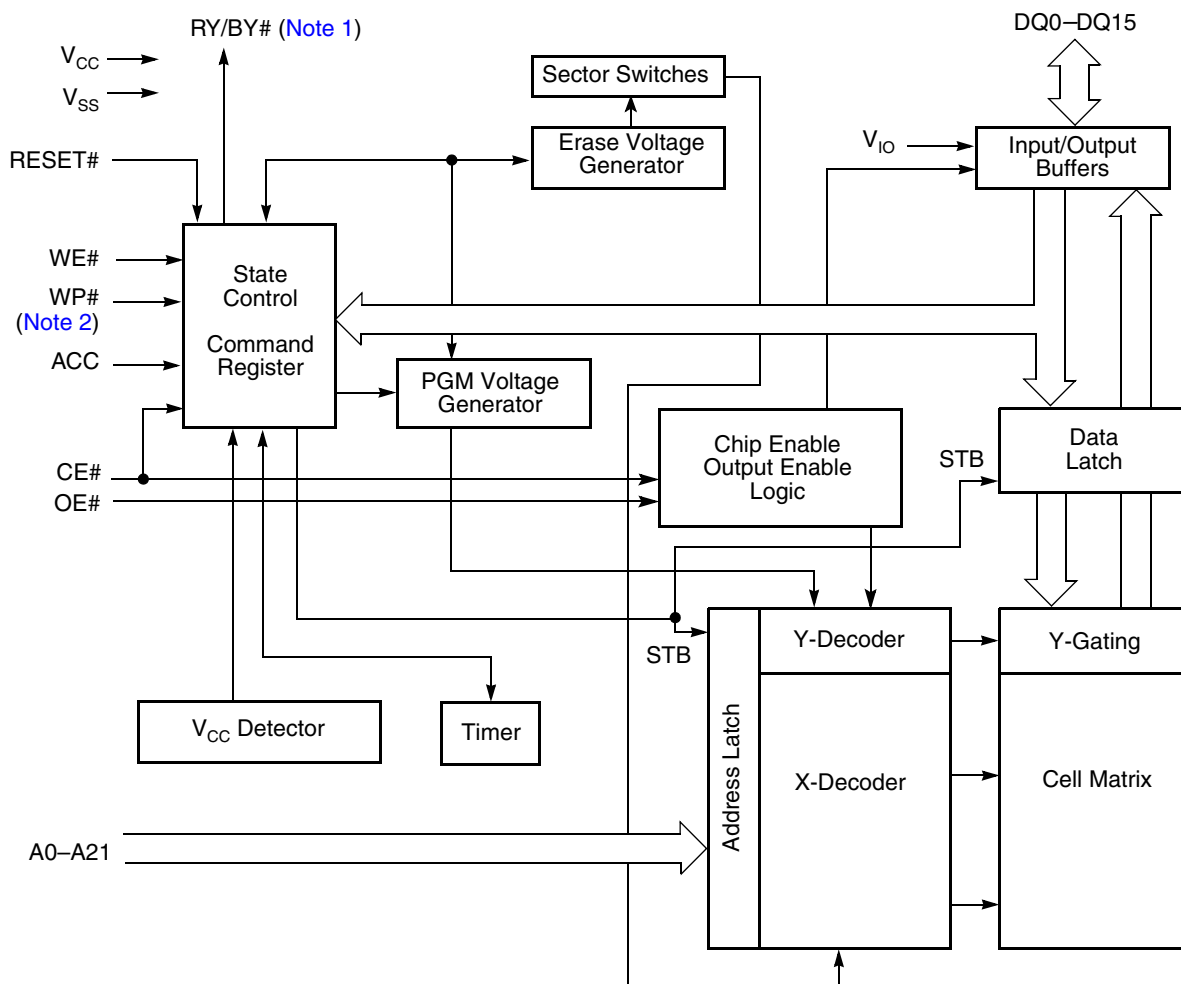 RY/BY# (Note 1)
DQ0–DQ15
VCC
VSS
Sector Switches
Erase Voltage
Generator
VIO
Input/Output
Buffers
RESET#
WE#
WP#
(Note 2)
ACC
State
Control
Command
Register
PGM Voltage
Generator
CE#
OE#
Chip Enable
Output Enable
Logic
STB
Data
Latch
STB
Y-Decoder
Y-Gating
VCC Detector
Timer
Address Latch
X-Decoder
Cell Matrix
A0–A21